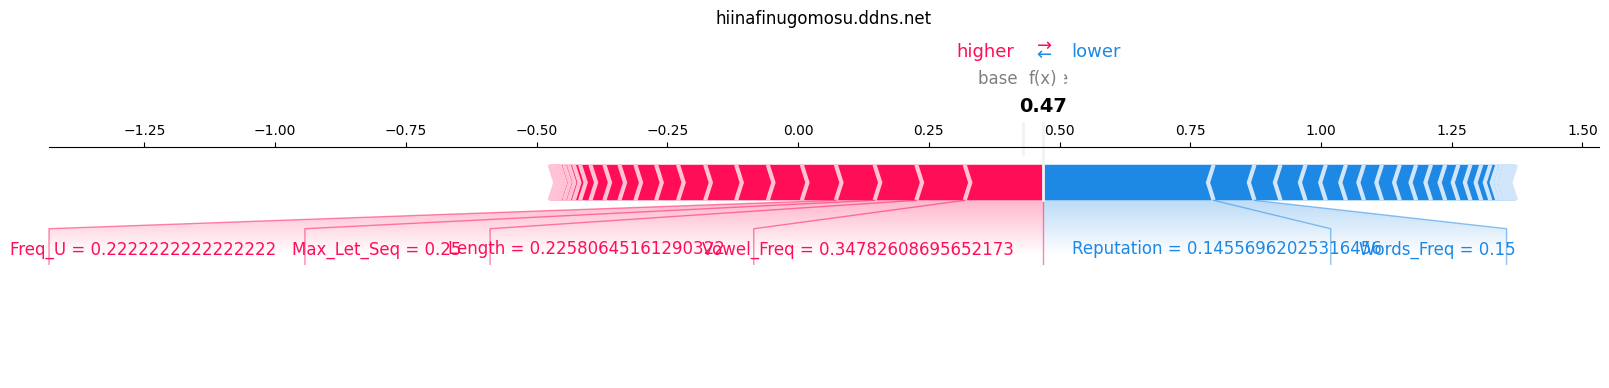 hiinafinugomosu.ddns.net
higher → ← lower
base f(x) e
0.47
−1.25 −1.00 −0.75 −0.50 −0.25 0.00 0.25 0.50 0.75 1.00 1.25 1.50
Freq_U = 0.2222222222222222 Max_Let_Seq = 0.25 Length = 0.22580645161290322 Vowel_Freq = 0.34782608695652173 Reputation = 0.14556962025316456 Words_Freq = 0.15